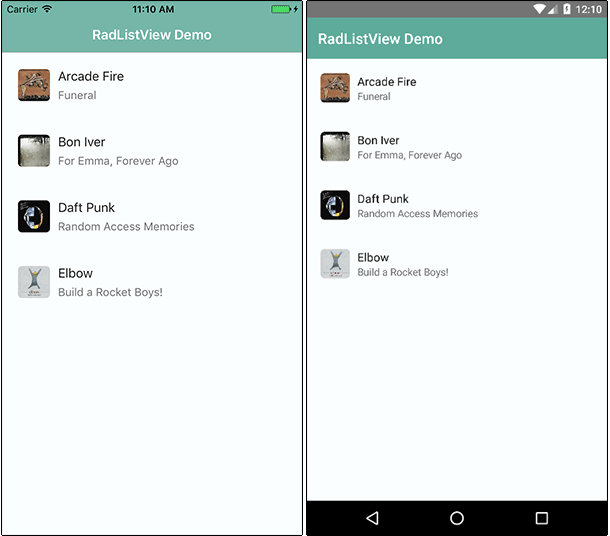 Carrier 11:10 AM
RadListView Demo
Arcade Fire
Funeral
Bon Iver
For Emma, Forever Ago
Daft Punk
Random Access Memories
Elbow
Build a Rocket Boys!
12:10
RadListView Demo
Arcade Fire
Funeral
Bon Iver
For Emma, Forever Ago
Daft Punk
Random Access Memories
Elbow
Build a Rocket Boys!